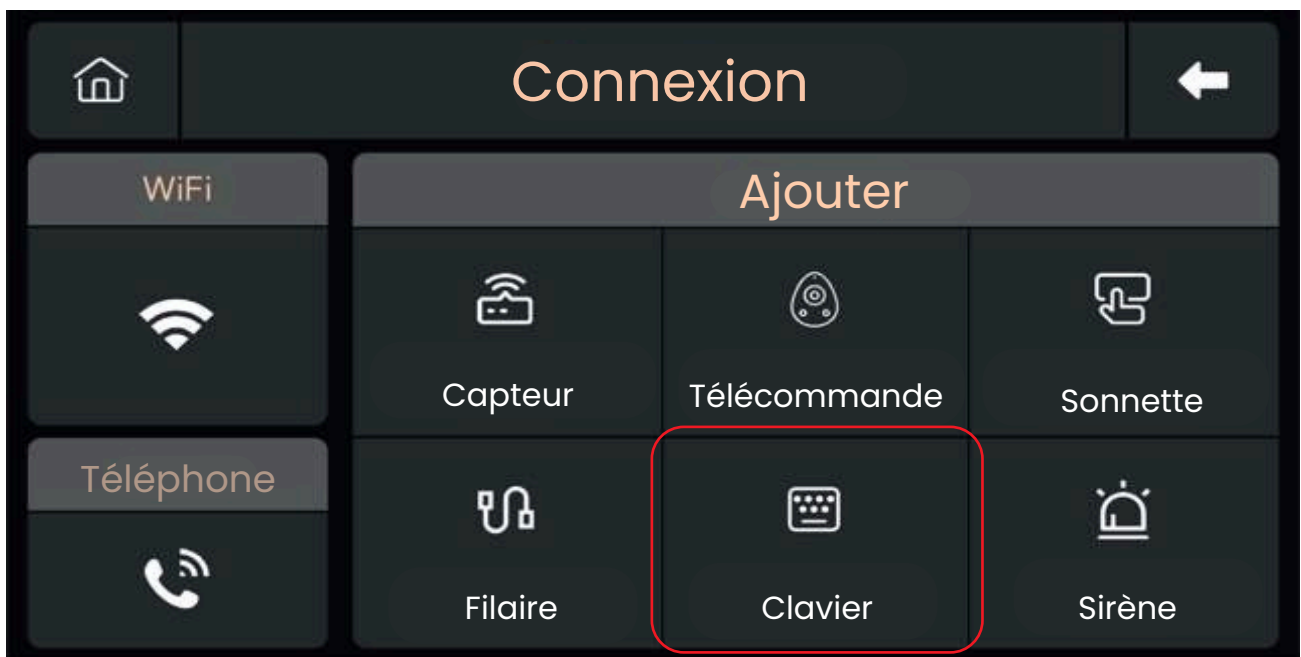 Connexion
WiFi
Ajouter
Capteur
Télécommande
Sonnette
Téléphone
Filaire
Clavier
Sirène